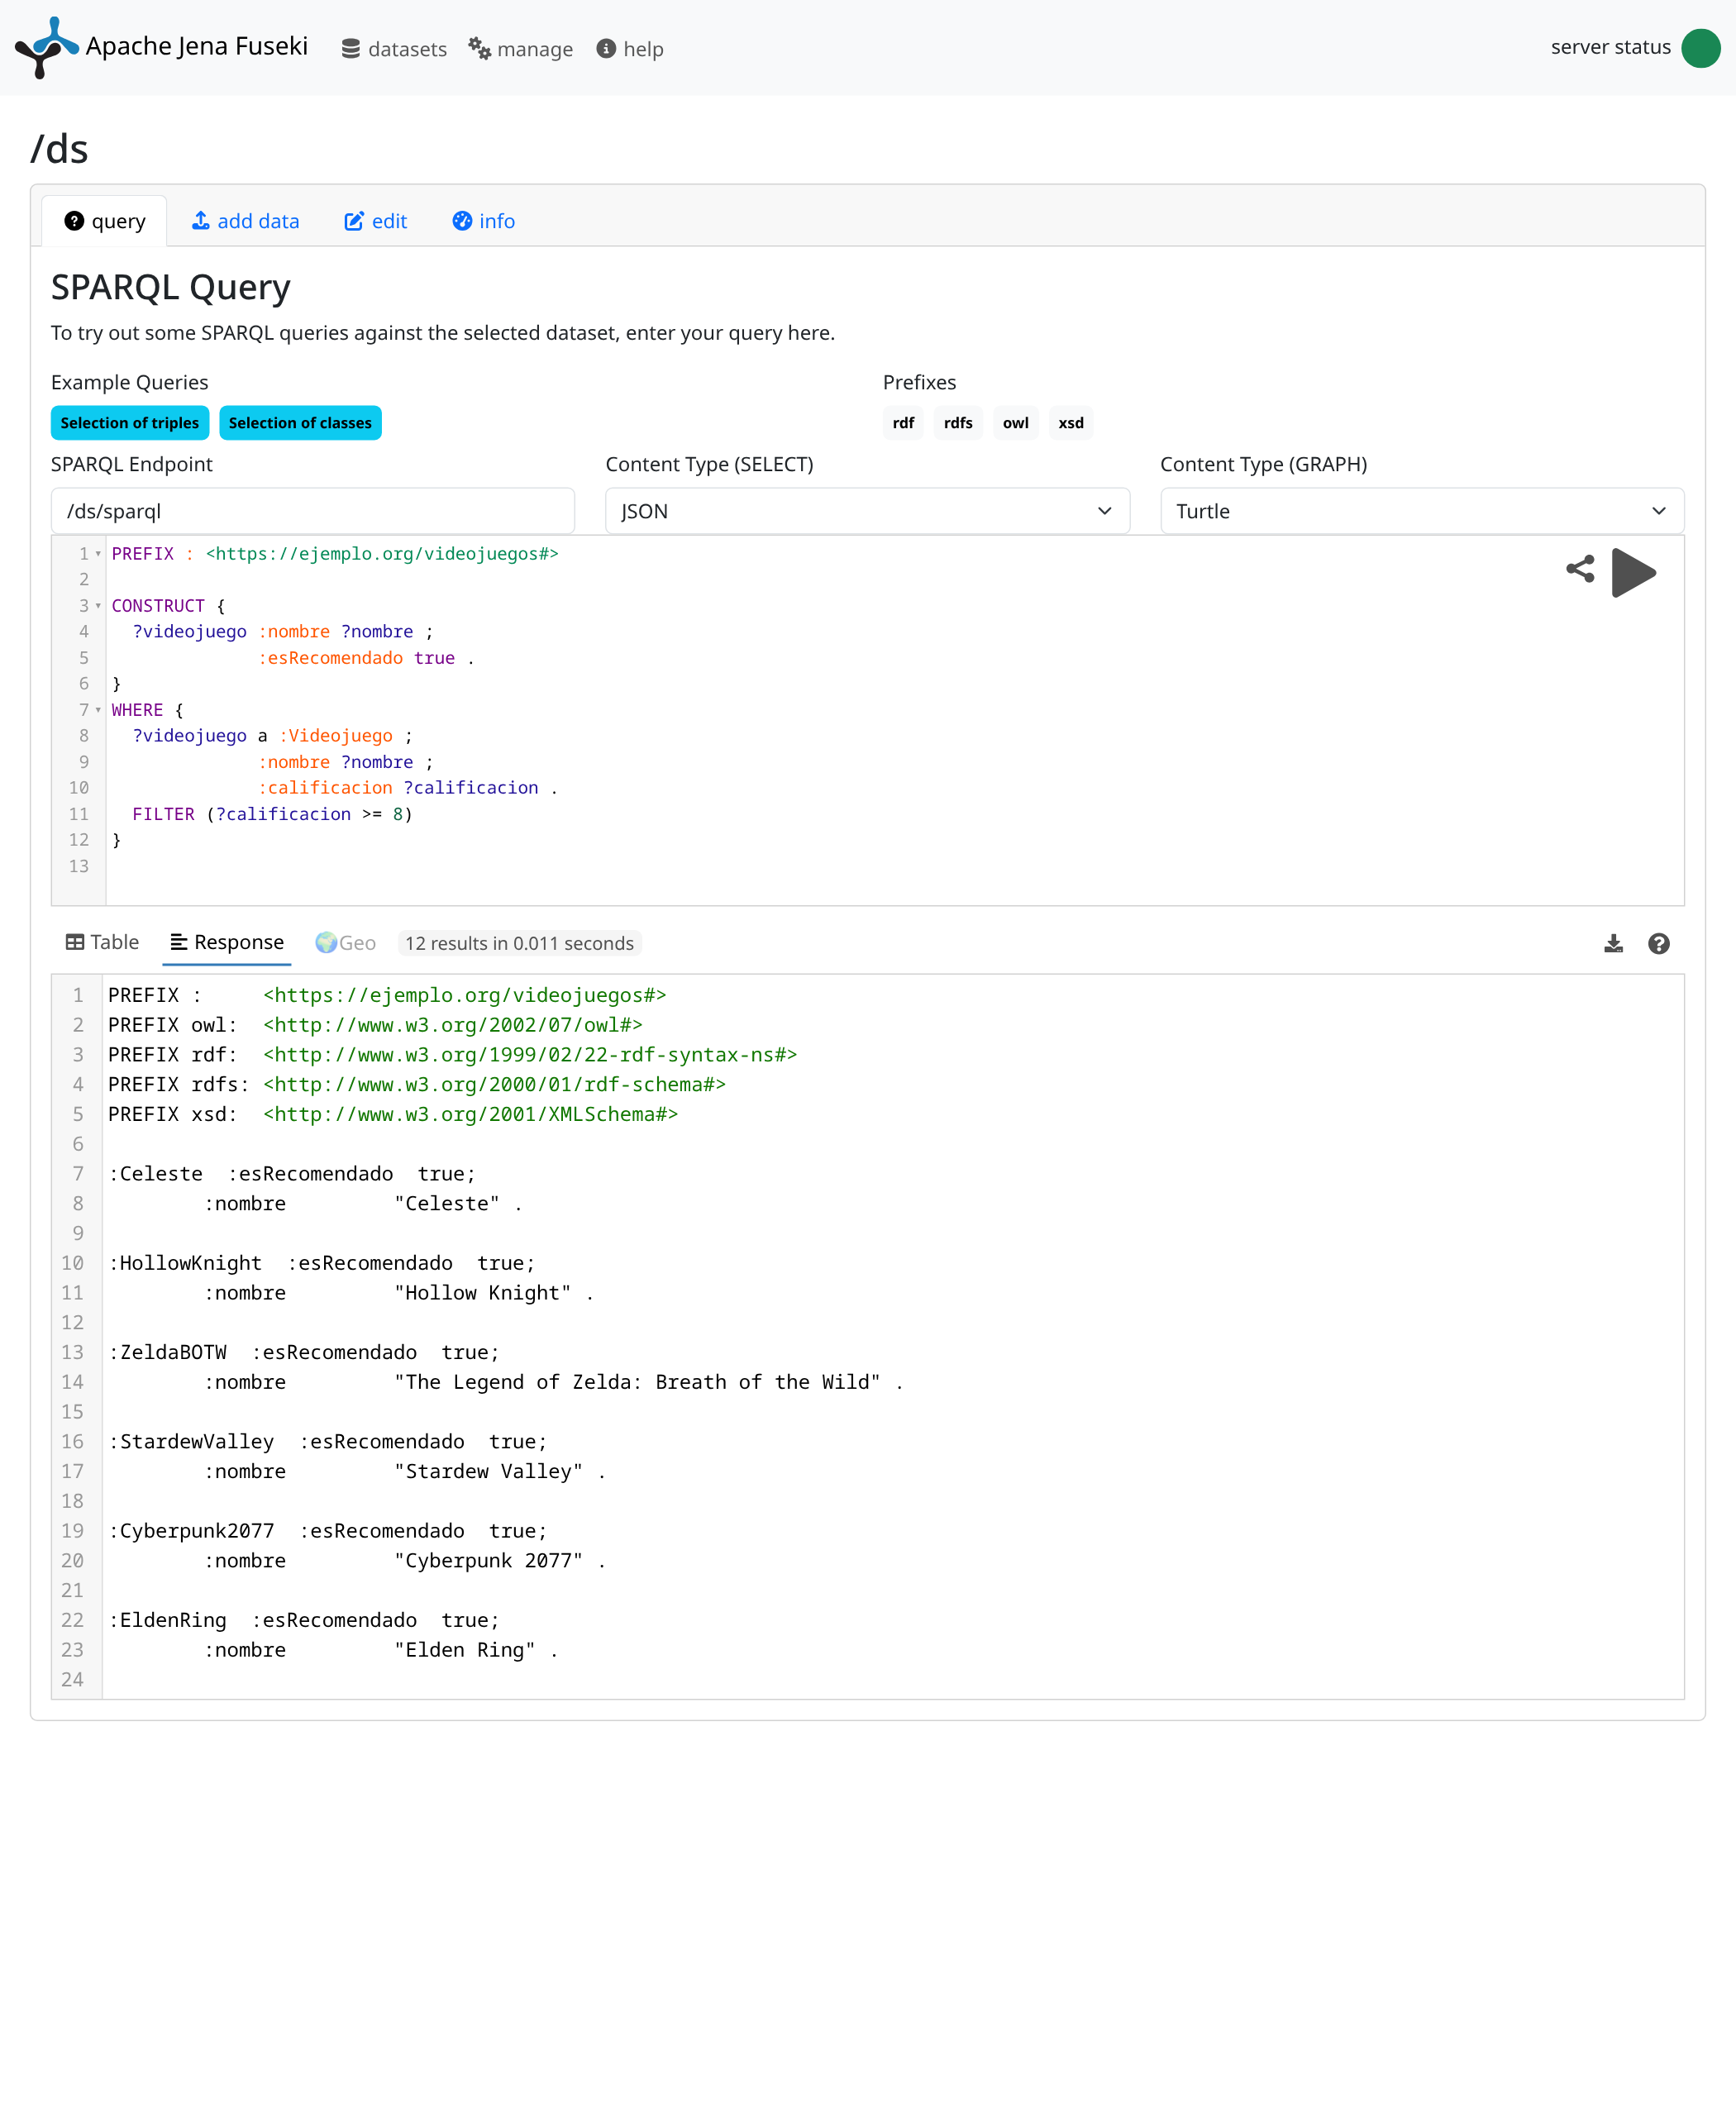 Apache Jena Fuseki datasets manage help server status
/ds
query add data edit info
SPARQL Query
To try out some SPARQL queries against the selected dataset, enter your query here.
Example Queries Prefixes
Selection of triples Selection of classes rdf rdfs owl xsd
SPARQL Endpoint Content Type (SELECT) Content Type (GRAPH)
/ds/sparql JSON Turtle
1 PREFIX : <https://ejemplo.org/videojuegos#>
2
3 CONSTRUCT {
4   ?videojuego :nombre ?nombre ;
5               :esRecomendado true .
6 }
7 WHERE {
8   ?videojuego a :Videojuego ;
9               :nombre ?nombre ;
10               :calificacion ?calificacion .
11   FILTER (?calificacion >= 8)
12 }
13
Table Response Geo 12 results in 0.011 seconds
1 PREFIX :     <https://ejemplo.org/videojuegos#>
2 PREFIX owl:  <http://www.w3.org/2002/07/owl#>
3 PREFIX rdf:  <http://www.w3.org/1999/02/22-rdf-syntax-ns#>
4 PREFIX rdfs: <http://www.w3.org/2000/01/rdf-schema#>
5 PREFIX xsd:  <http://www.w3.org/2001/XMLSchema#>
6
7 :Celeste  :esRecomendado  true;
8         :nombre         "Celeste" .
9
10 :HollowKnight  :esRecomendado  true;
11         :nombre         "Hollow Knight" .
12
13 :ZeldaBOTW  :esRecomendado  true;
14         :nombre         "The Legend of Zelda: Breath of the Wild" .
15
16 :StardewValley  :esRecomendado  true;
17         :nombre         "Stardew Valley" .
18
19 :Cyberpunk2077  :esRecomendado  true;
20         :nombre         "Cyberpunk 2077" .
21
22 :EldenRing  :esRecomendado  true;
23         :nombre         "Elden Ring" .
24